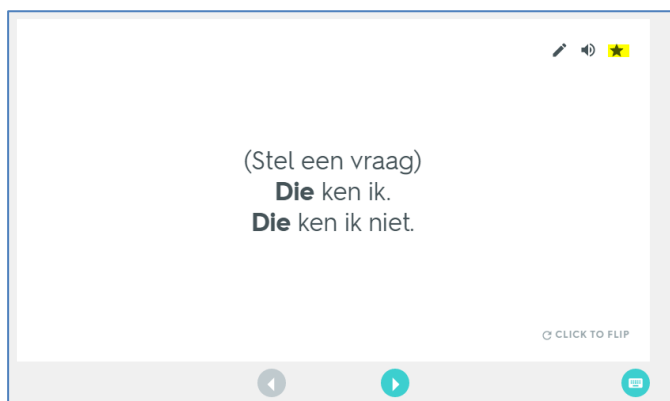 (Stel een vraag)
Die ken ik.
Die ken ik niet.
CLICK TO FLIP